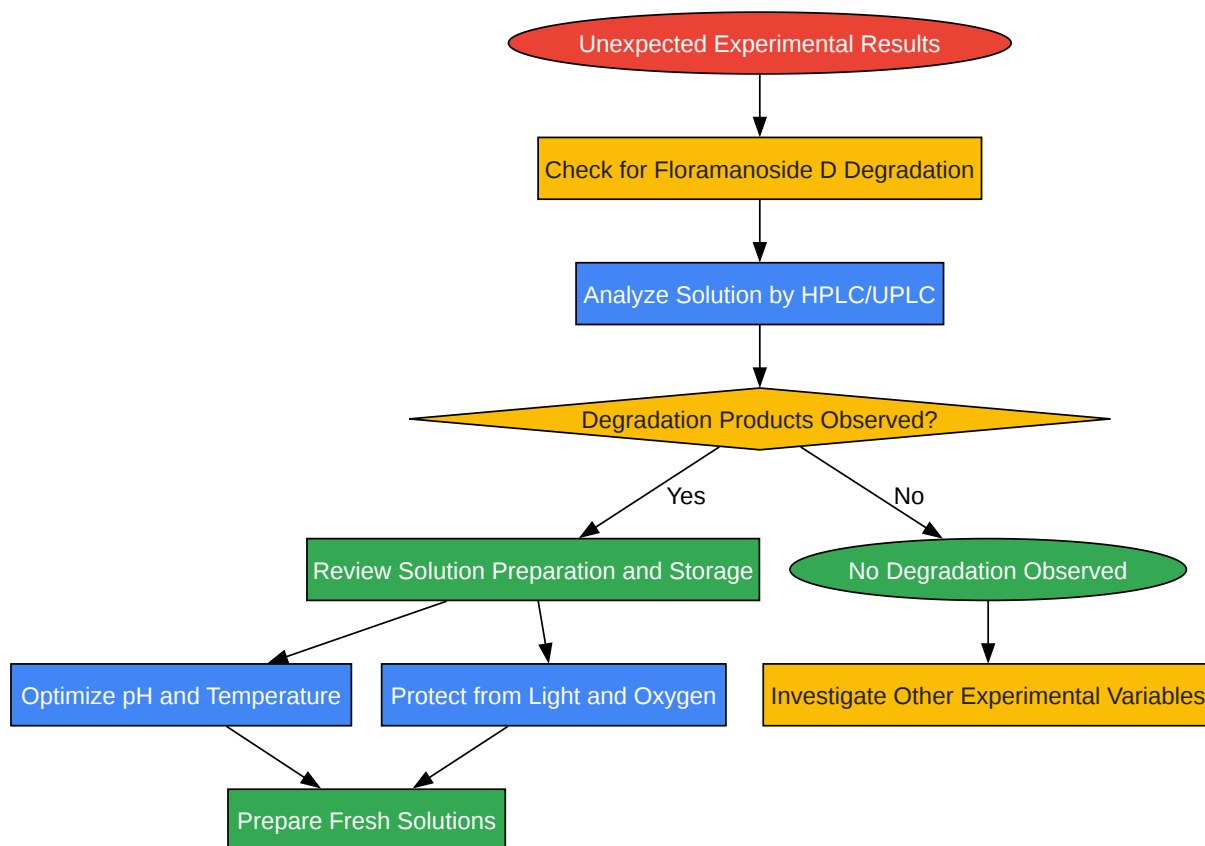 Unexpected Experimental Results
Check for Floramanoside D Degradation
Analyze Solution by HPLC/UPLC
Degradation Products Observed?
Yes
No
Review Solution Preparation and Storage
No Degradation Observed
Optimize pH and Temperature
Protect from Light and Oxygen
Investigate Other Experimental Variables
Prepare Fresh Solutions